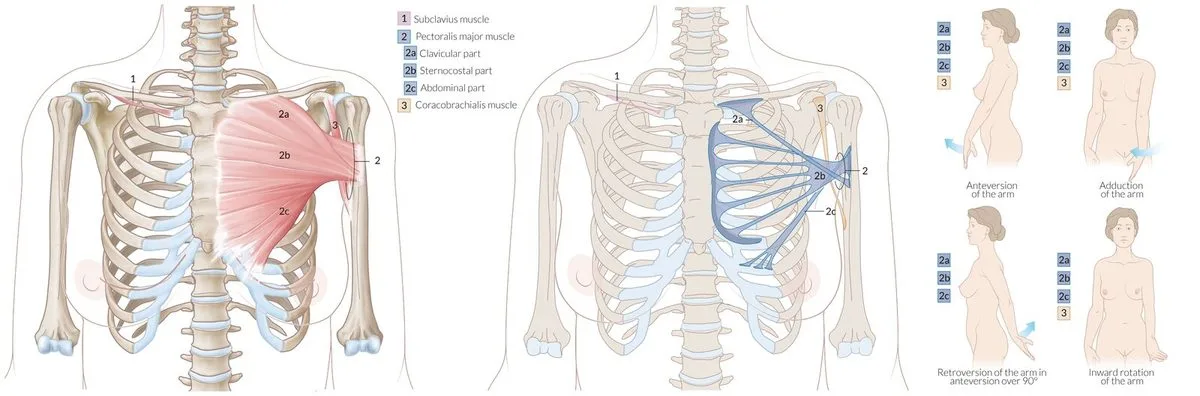 1 Subclavius muscle
2 Pectoralis major muscle
2a Clavicular part
2b Sternocostal part
2c Abdominal part
3 Coracobrachialis muscle
1
2a
3
2b
2
2c
1
3
2a
2b
2
2c
2a
2b
2c
3
Anteversion
of the arm
2a
2b
2c
3
Adduction
of the arm
2a
2b
2c
Retroversion of the arm in
anteversion over 90°
2a
2b
2c
3
Inward rotation
of the arm